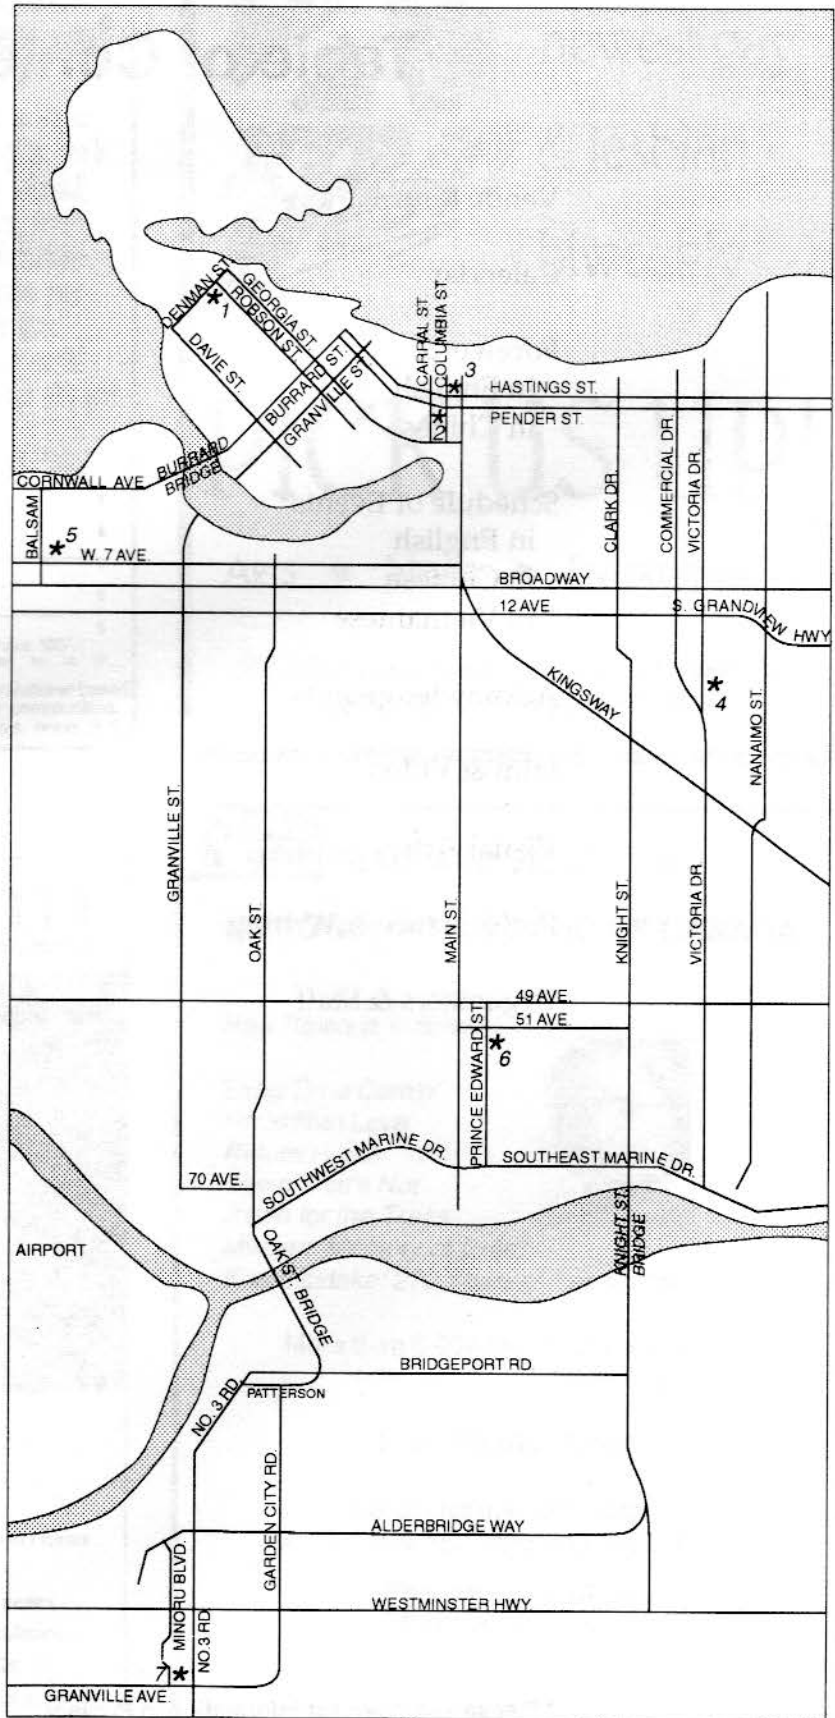 DENMAN ST.
GEORGIA ST.
ROBSON ST.
1
DAVIE ST.
BURRARD ST.
GRANVILLE ST.
CARRAL ST
COLUMBIA ST.
3
HASTINGS ST.
PENDER ST.
2
BURRARD
BRIDGE
CORNWALL AVE.
BALSAM
5
W. 7 AVE.
CLARK DR.
COMMERCIAL DR.
VICTORIA DR.
BROADWAY
12 AVE
S. GRANDVIEW HWY.
KINGSWAY
4
NANAIMO ST.
GRANVILLE ST.
OAK ST.
MAIN ST.
KNIGHT ST.
VICTORIA DR.
49 AVE.
51 AVE.
PRINCE EDWARD ST.
6
70 AVE.
SOUTHWEST MARINE DR.
SOUTHEAST MARINE DR.
AIRPORT
OAK ST. BRIDGE
KNIGHT ST.
BRIDGE
BRIDGEPORT RD.
PATTERSON
NO. 3 RD.
GARDEN CITY RD.
ALDERBRIDGE WAY
MINORU BLVD.
NO.3 RD.
WESTMINSTER HWY.
7
GRANVILLE AVE.